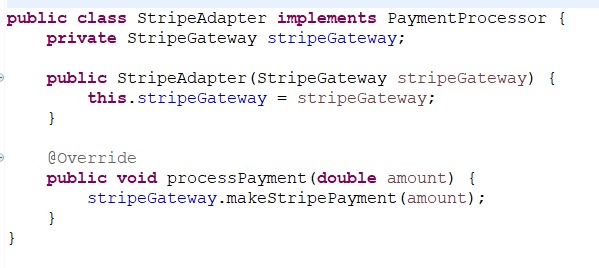 public class StripeAdapter implements PaymentProcessor {
    private StripeGateway stripeGateway;

    public StripeAdapter(StripeGateway stripeGateway) {
        this.stripeGateway = stripeGateway;
    }

    @Override
    public void processPayment(double amount) {
        stripeGateway.makeStripePayment(amount);
    }
}